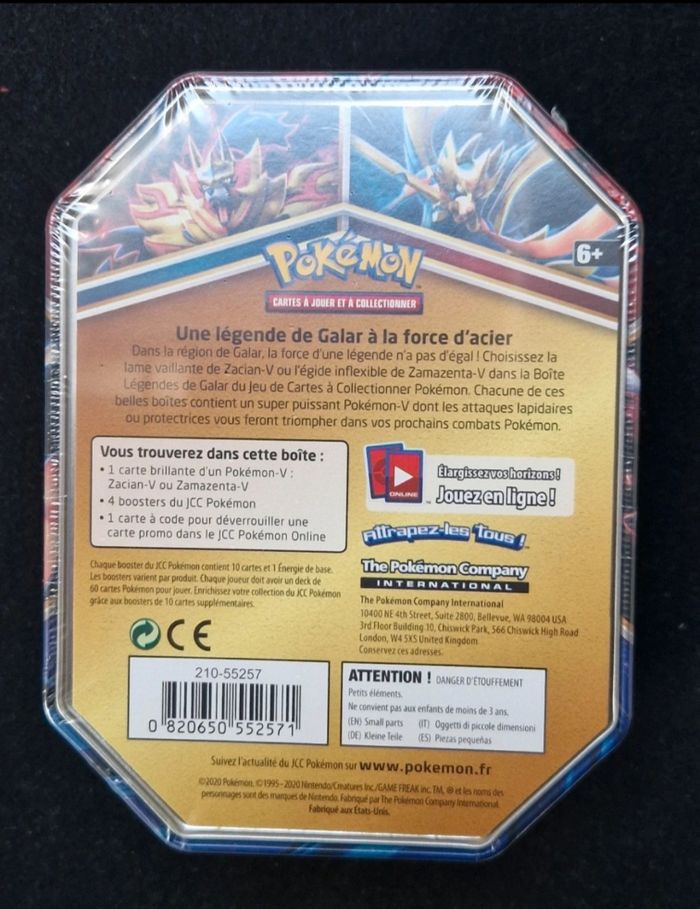 6+
POKéMON
CARTES À JOUER ET À COLLECTIONNER
Une légende de Galar à la force d'acier
Dans la région de Galar, la force d'une légende n'a pas d'égal ! Choisissez la
lame vaillante de Zacian-V ou l'égide inflexible de Zamazenta-V dans la Boîte
Légendes de Galar du Jeu de Cartes à Collectionner Pokémon. Chacune de ces
belles boîtes contient un super puissant Pokémon-V dont les attaques lapidaires
ou protectrices vous feront triompher dans vos prochains combats Pokémon.
Vous trouverez dans cette boîte :
• 1 carte brillante d'un Pokémon-V :
Zacian-V ou Zamazenta-V
• 4 boosters du JCC Pokémon
• 1 carte à code pour déverrouiller une
carte promo dans le JCC Pokémon Online
ONLINE
Élargissez vos horizons !
Jouez en ligne !
Attrapez-les Tous !
The Pokémon Company
INTERNATIONAL
Chaque booster du JCC Pokémon contient 10 cartes et 1 Énergie de base.
Les boosters varient par produit. Chaque joueur doit avoir un deck de
60 cartes Pokémon pour jouer. Enrichissez votre collection du JCC Pokémon
grâce aux boosters de 10 cartes supplémentaires.
The Pokémon Company International
10400 NE 4th Street, Suite 2800, Bellevue, WA 98004 USA
3rd Floor Building 10, Chiswick Park, 566 Chiswick High Road
London, W4 5XS United Kingdom
Conservez ces adresses.
CE
210-55257
0 820650 552571
ATTENTION ! DANGER D'ÉTOUFFEMENT
Petits éléments.
Ne convient pas aux enfants de moins de 3 ans.
(EN) Small parts (IT) Oggetti di piccole dimensioni
(DE) Kleine Teile (ES) Piezas pequeñas
Suivez l'actualité du JCC Pokémon sur www.pokemon.fr
©2020 Pokémon. ©1995–2020 Nintendo/Creatures Inc./GAME FREAK inc. TM, ® et les noms des
personnages sont des marques de Nintendo. Fabriqué par The Pokémon Company International.
Fabriqué aux États-Unis.